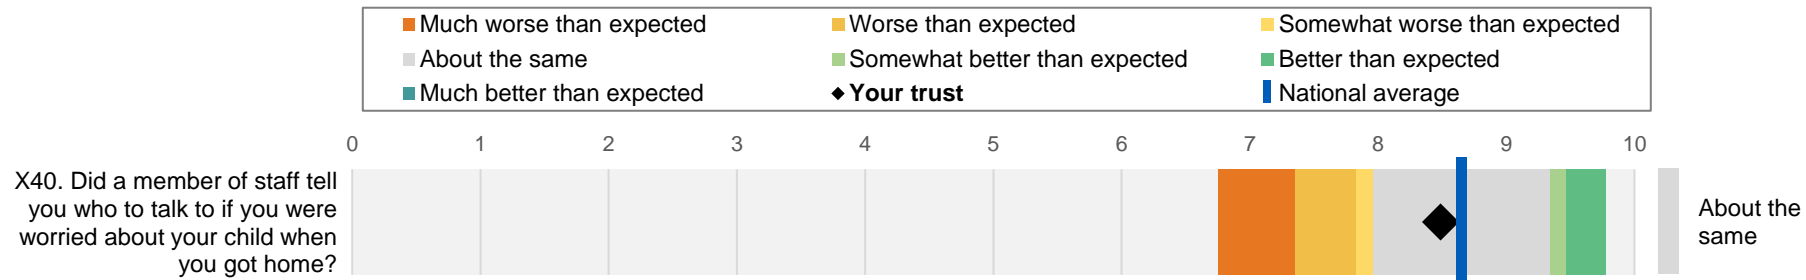 Much worse than expected
Worse than expected
Somewhat worse than expected
About the same
Somewhat better than expected
Better than expected
Much better than expected
Your trust
National average
0 1 2 3 4 5 6 7 8 9 10
X40. Did a member of staff tell
you who to talk to if you were
worried about your child when
you got home?
About the
same